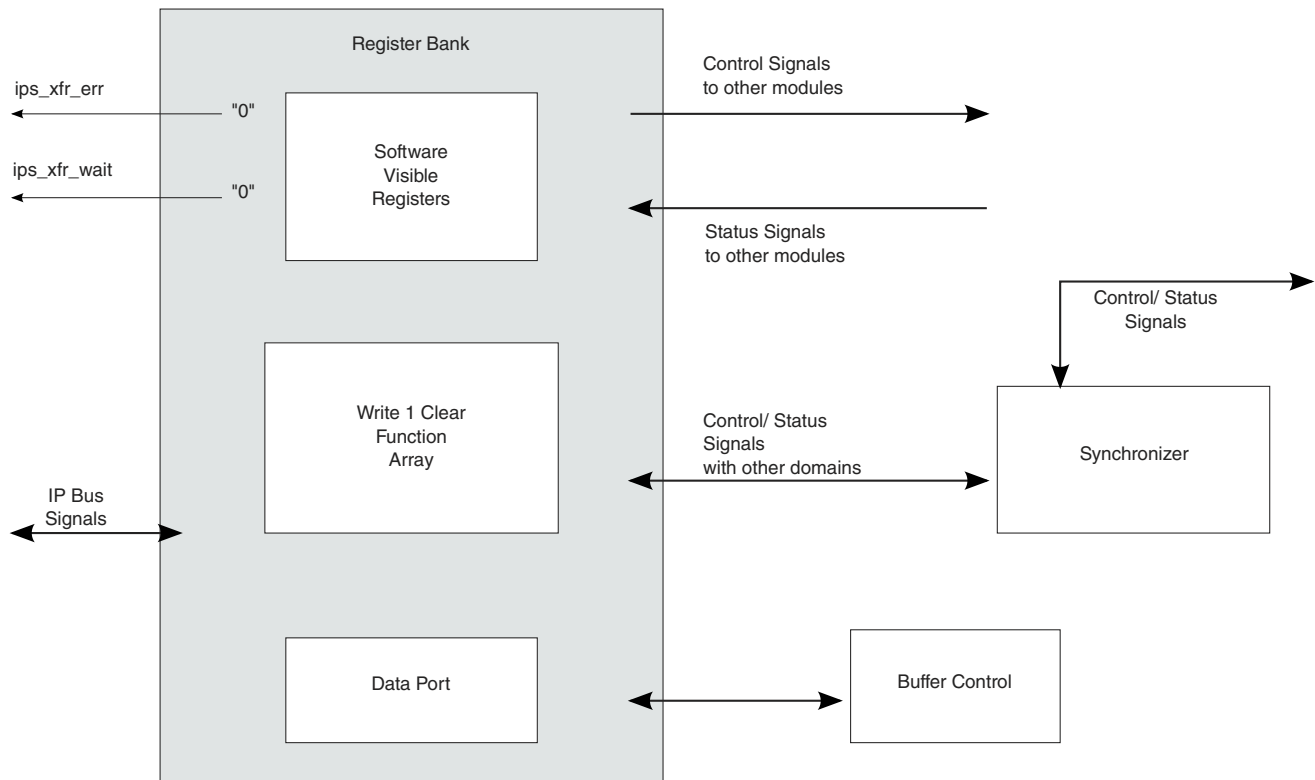 Register Bank
ips_xfr_err
"0"
ips_xfr_wait
"0"
Software
Visible
Registers
Control Signals
to other modules
Status Signals
to other modules
Control/ Status
Signals
Write 1 Clear
Function
Array
Control/ Status
Signals
with other domains
Synchronizer
IP Bus
Signals
Data Port
Buffer Control